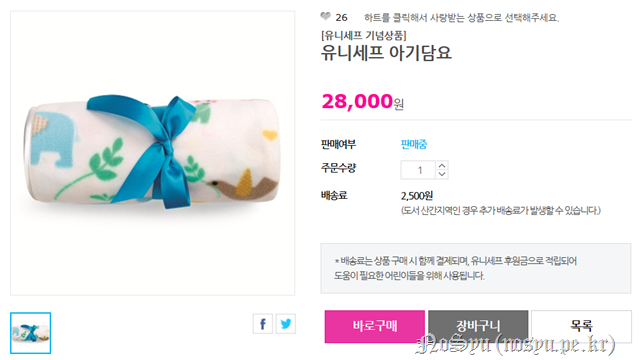 26 하트를 클릭해서 사랑받는 상품으로 선택해주세요.
[유니세프 기념상품]
유니세프 아기담요
28,000원
판매여부 판매중
주문수량 1
배송료 2,500원
(도서 산간지역인 경우 추가 배송료가 발생할 수 있습니다.)
* 배송료는 상품 구매 시 함께 결제되며, 유니세프 후원금으로 적립되어
도움이 필요한 어린이들을 위해 사용됩니다.
f
바로구매 장바구니 목록
NoSyu(nosyu.pe.kr)